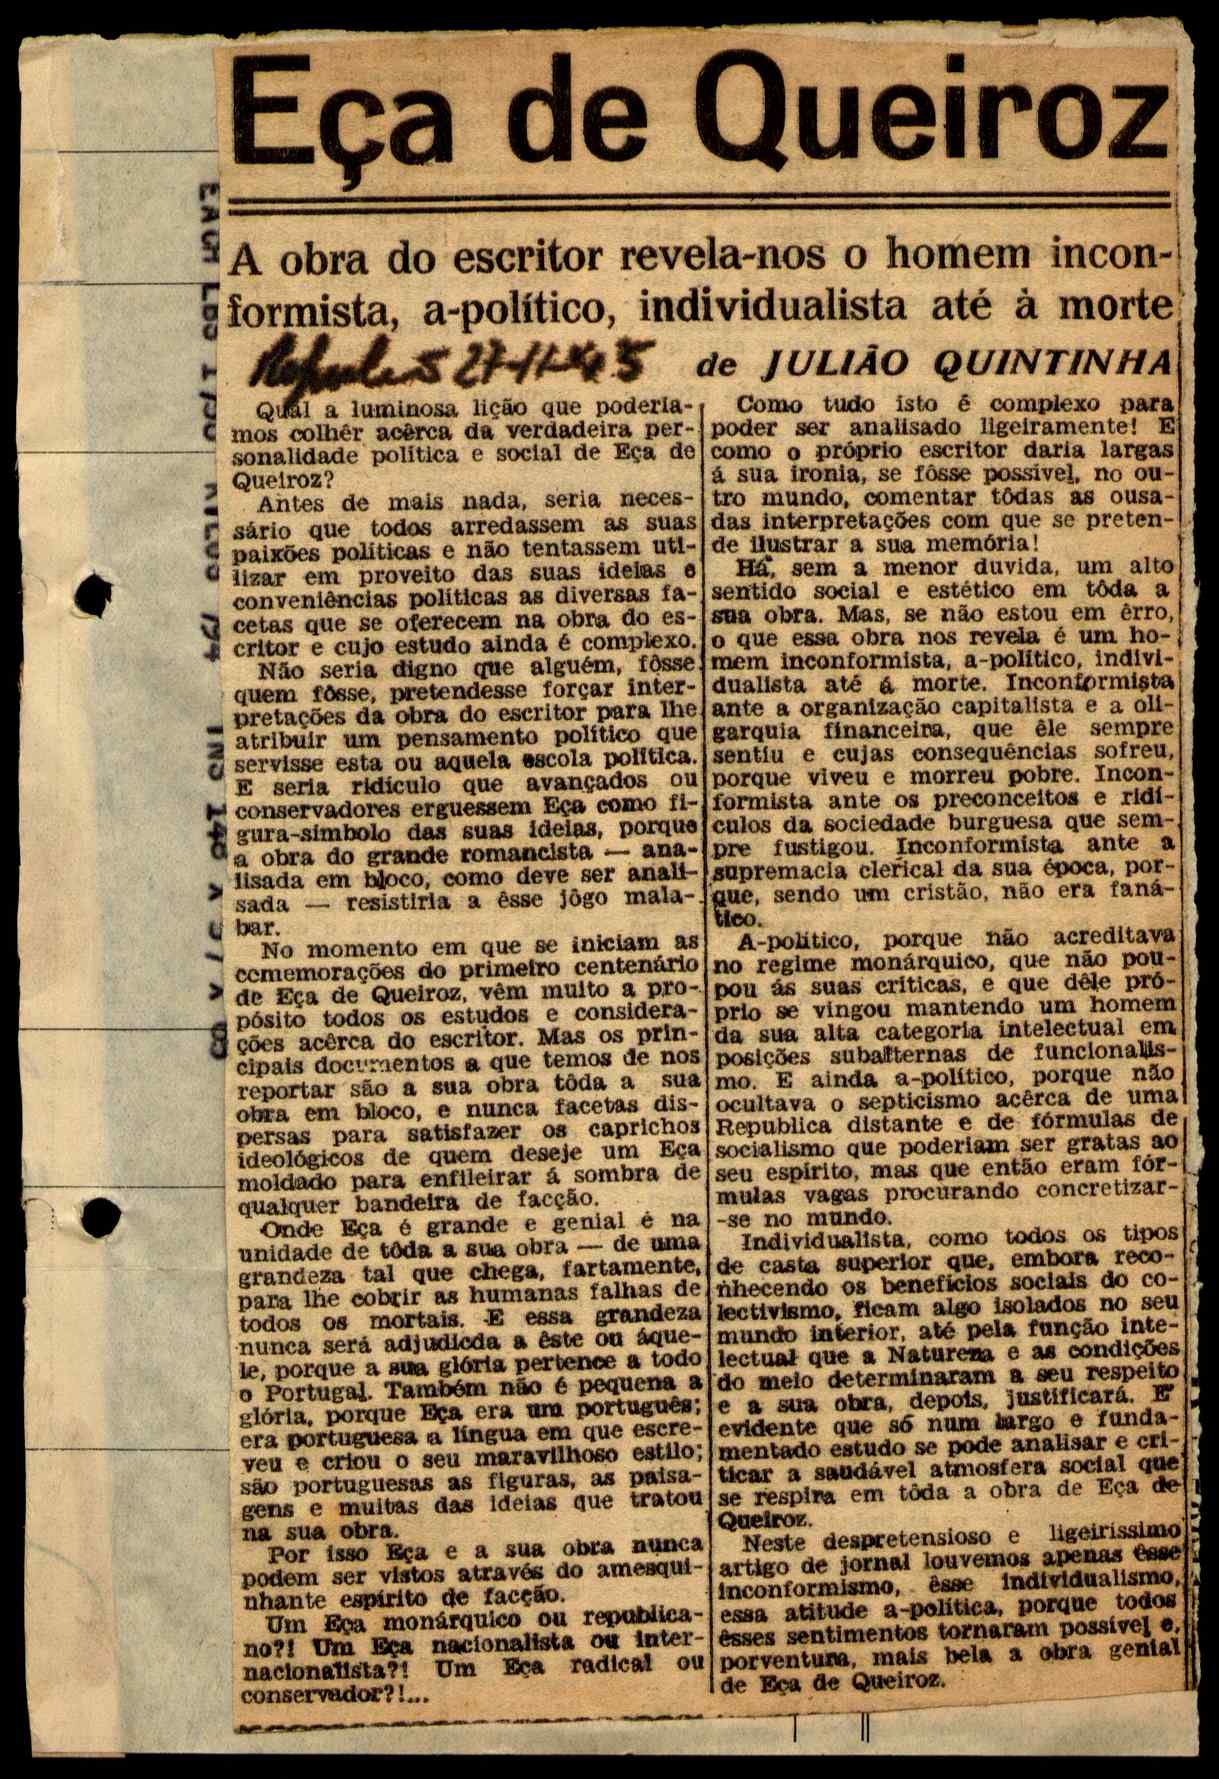 Eça de Queiroz
A obra do escritor revela-nos o homem incon-
formista, a-político, individualista até à morte
27-11-45
de JULIÃO QUINTINHA
Qual a luminosa lição que podería-
mos colhêr acêrca da verdadeira per-
sonalidade política e social de Eça de
Queiroz?
Antes de mais nada, seria neces-
sário que todos arredassem as suas
paixões políticas e não tentassem uti-
lizar em proveito das suas ideias e
conveniências políticas as diversas fa-
cetas que se oferecem na obra do es-
critor e cujo estudo ainda é complexo.
Não seria digno que alguém, fôsse
quem fôsse, pretendesse forçar inter-
pretações da obra do escritor para lhe
atribuir um pensamento político que
servisse esta ou aquela escola política.
E seria ridículo que avançados ou
conservadores erguessem Eça como fi-
gura-símbolo das suas ideias, porque
a obra do grande romancista — ana-
lisada em bloco, como deve ser anali-
sada — resistiria a êsse jôgo mala-
bar.
No momento em que se iniciam as
comemorações do primeiro centenário
de Eça de Queiroz, vêm muito a pro-
pósito todos os estudos e considera-
ções acêrca do escritor. Mas os prin-
cipais documentos a que temos de nos
reportar são a sua obra tôda a sua
obra em bloco, e nunca facetas dis-
persas para satisfazer os caprichos
ideológicos de quem deseje um Eça
moldado para enfileirar á sombra de
qualquer bandeira de facção.
Onde Eça é grande e genial é na
unidade de tôda a sua obra — de uma
grandeza tal que chega, fartamente,
para lhe cobrir as humanas falhas de
todos os mortais. E essa grandeza
nunca será adjudicda a êste ou áque-
le, porque a sua glória pertence a todo
o Portugal. Também não é pequena a
glória, porque Eça era um português;
era portuguesa a língua em que escre-
veu e criou o seu maravilhoso estilo;
são portuguesas as figuras, as paisa-
gens e muitas das ideias que tratou
na sua obra.
Por isso Eça e a sua obra nunca
podem ser vistos através do amesqui-
nhante espírito de facção.
Um Eça monárquico ou republica-
no?! Um Eça nacionalista ou inter-
nacionalista?! Um Eça radical ou
conservador?!...
Como tudo isto é complexo para
poder ser analisado ligeiramente! E
como o próprio escritor daria largas
á sua ironia, se fôsse possível, no ou-
tro mundo, comentar tôdas as ousa-
das interpretações com que se preten-
de ilustrar a sua memória!
Há, sem a menor duvida, um alto
sentido social e estético em tôda a
sua obra. Mas, se não estou em êrro,
o que essa obra nos revela é um ho-
mem inconformista, a-político, indivi-
dualista até á morte. Inconformista
ante a organização capitalista e a oli-
garquia financeira, que êle sempre
sentiu e cujas consequências sofreu,
porque viveu e morreu pobre. Incon-
formista ante os preconceitos e ridí-
culos da sociedade burguesa que sem-
pre fustigou. Inconformista ante a
supremacia clerical da sua época, por-
que, sendo um cristão, não era faná-
tico.
A-político, porque não acreditava
no regime monárquico, que não pou-
pou ás suas criticas, e que dêle pró-
prio se vingou mantendo um homem
da sua alta categoria intelectual em
posições subalternas de funcionalis-
mo. E ainda a-político, porque não
ocultava o septicismo acêrca de uma
Republica distante e de fórmulas de
socialismo que poderiam ser gratas ao
seu espírito, mas que então eram fór-
mulas vagas procurando concretizar-
-se no mundo.
Individualista, como todos os tipos
de casta superior que, embora reco-
nhecendo os benefícios sociais do co-
lectivismo, ficam algo isolados no seu
mundo interior, até pela função inte-
lectual que a Natureza e as condições
do meio determinaram a seu respeito
e a sua obra, depois, justificará. E'
evidente que só num largo e funda-
mentado estudo se pode analisar e cri-
ticar a saudável atmosfera social que
se respira em tôda a obra de Eça de
Queiroz.
Neste despretensioso e ligeirissimo
artigo de jornal louvemos apenas êsse
inconformismo, êsse individualismo,
essa atitude a-política, porque todos
êsses sentimentos tornaram possível e,
porventura, mais bela a obra genial
de Eça de Queiroz.